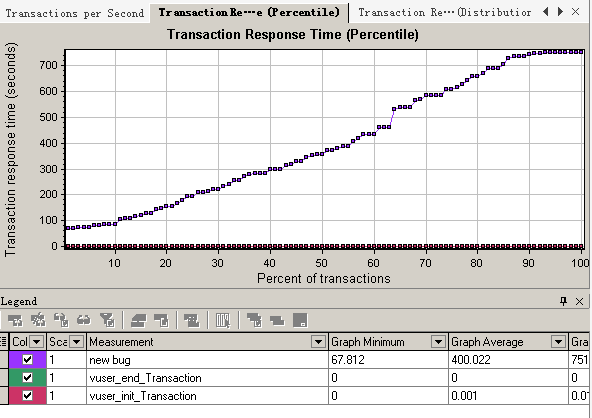 Transactions per Second
Transaction Re…e (Percentile)
Transaction Re…(Distribution
Transaction Response Time (Percentile)
Transaction response time (seconds)
700
600
500
400
300
200
100
0
10 20 30 40 50 60 70 80 90 100
Percent of transactions
Legend
Col Sca Measurement Graph Minimum Graph Average Gra
1 new bug 67.812 400.022 751
1 vuser_end_Transaction 0 0 0
1 vuser_init_Transaction 0 0.001 0.0